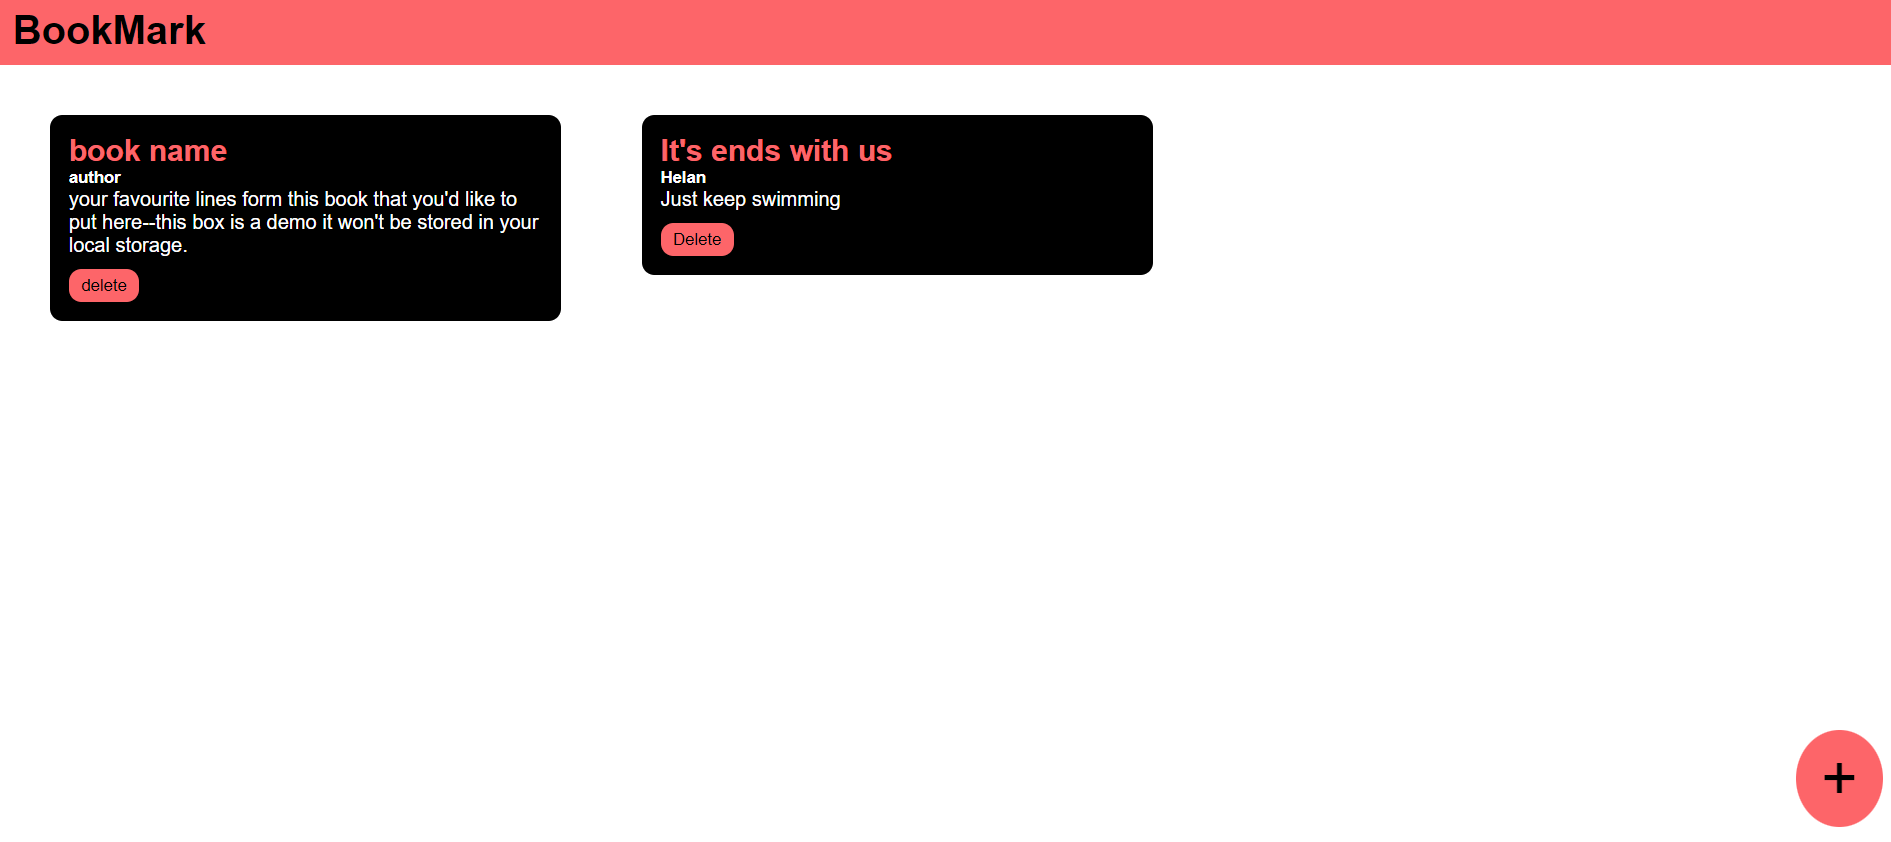 BookMark
book name
author
your favourite lines form this book that you'd like to
put here--this box is a demo it won't be stored in your
local storage.
delete
It's ends with us
Helan
Just keep swimming
Delete
+